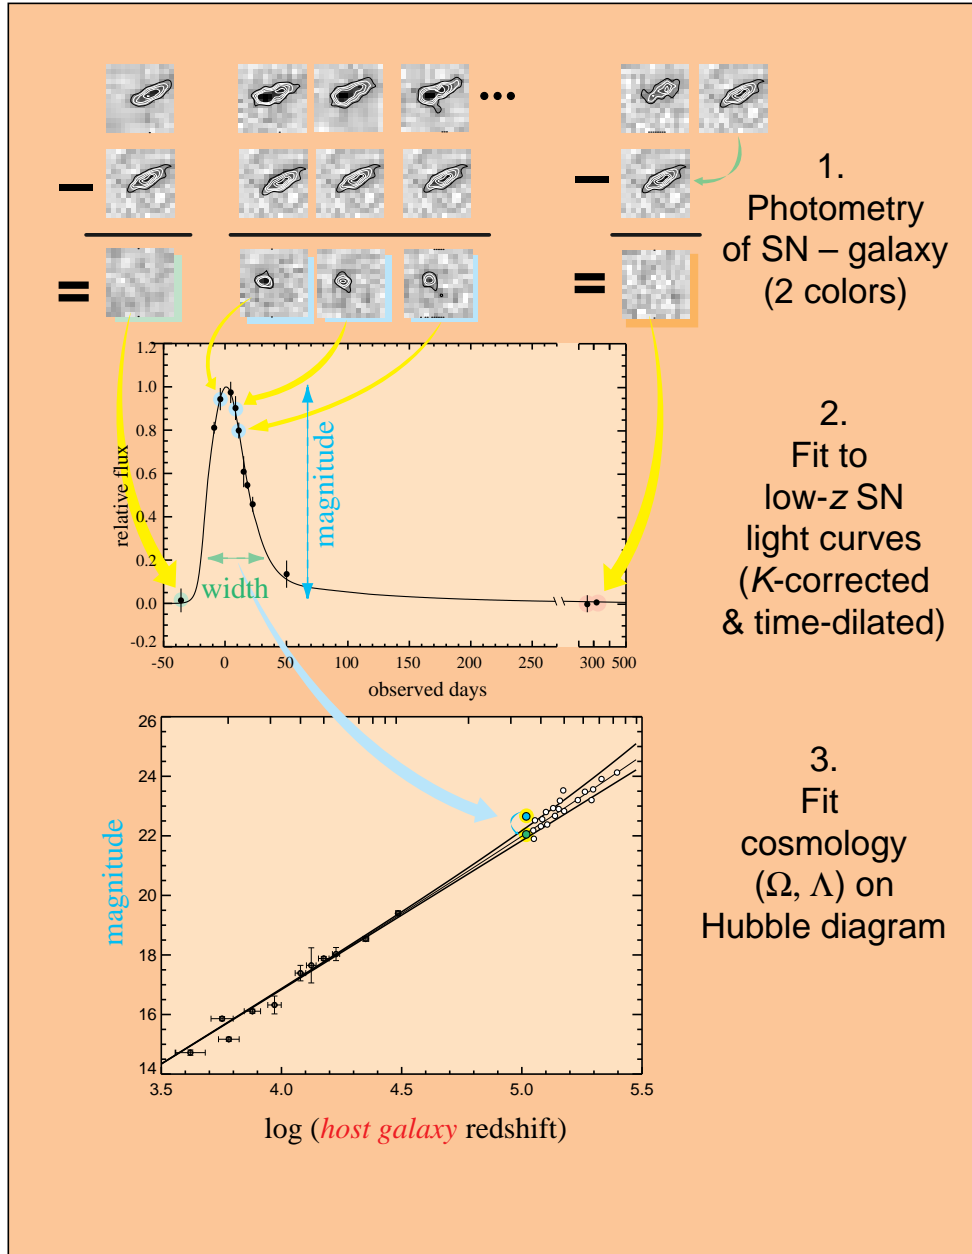 •••
−
−
1.
Photometry
of SN – galaxy
(2 colors)
=
=
1.2
1.0
0.8
0.6
0.4
0.2
0.0
-0.2
relative flux
magnitude
width
-50 0 50 100 150 200 250 300 500
observed days
2.
Fit to
low-z SN
light curves
(K-corrected
& time-dilated)
26
24
22
20
18
16
14
magnitude
3.5 4.0 4.5 5.0 5.5
log (host galaxy redshift)
3.
Fit
cosmology
(Ω, Λ) on
Hubble diagram